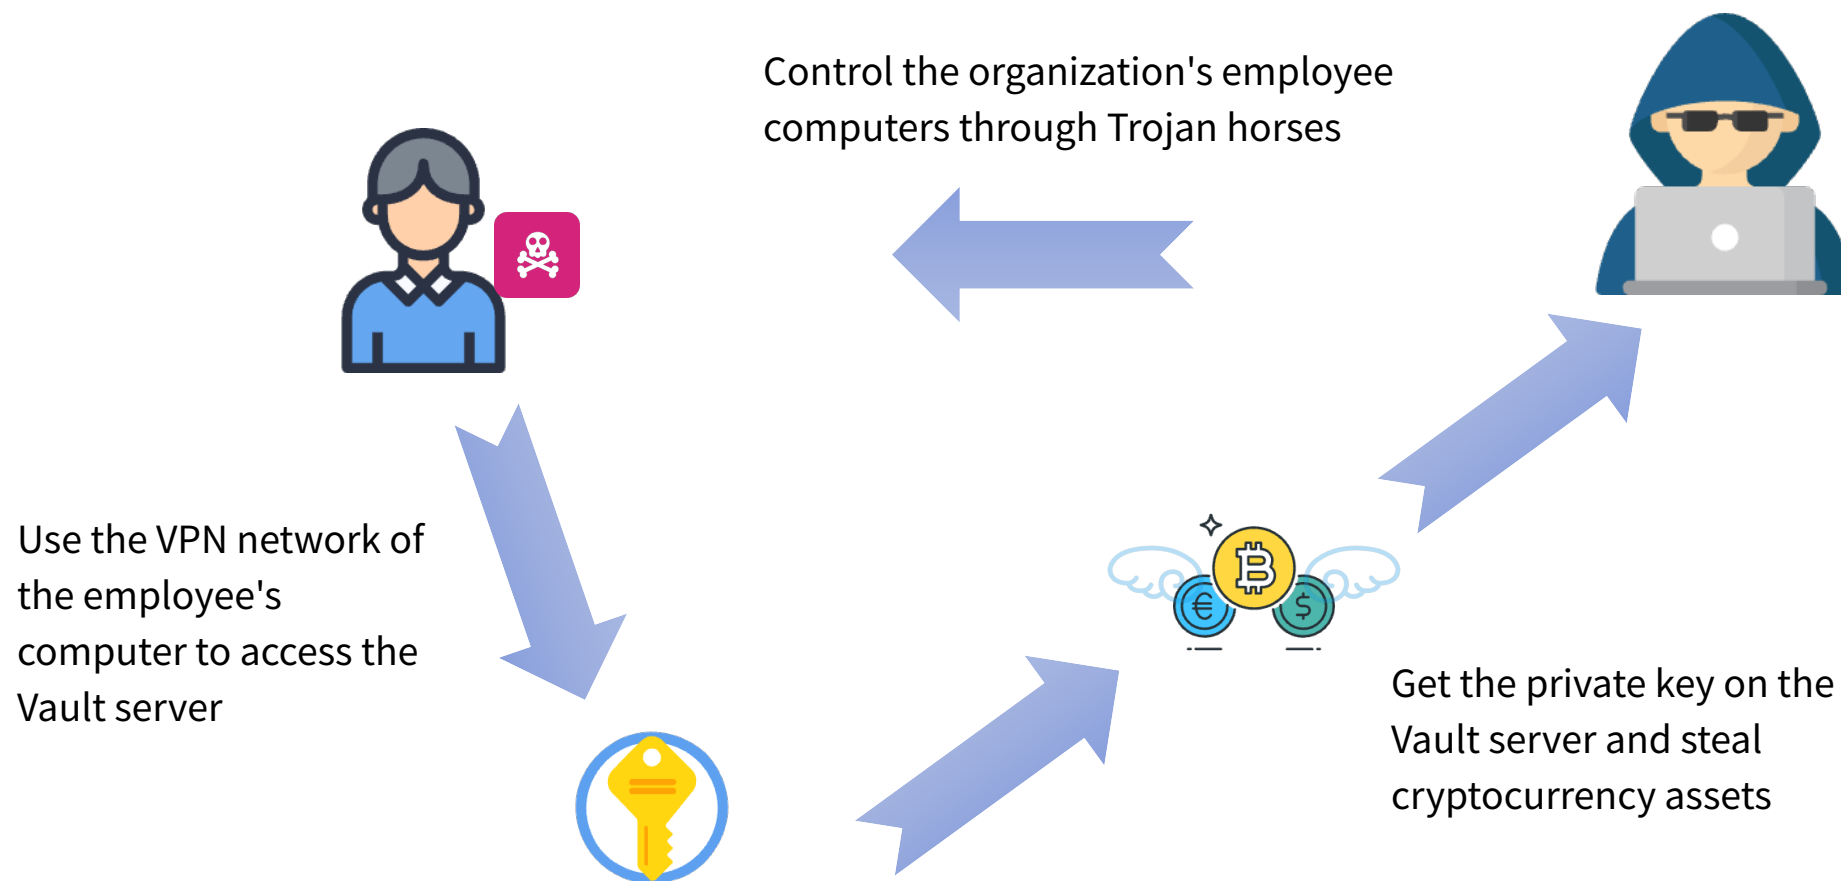 Control the organization's employee
computers through Trojan horses
Use the VPN network of
the employee's
computer to access the
Vault server
Get the private key on the
Vault server and steal
cryptocurrency assets